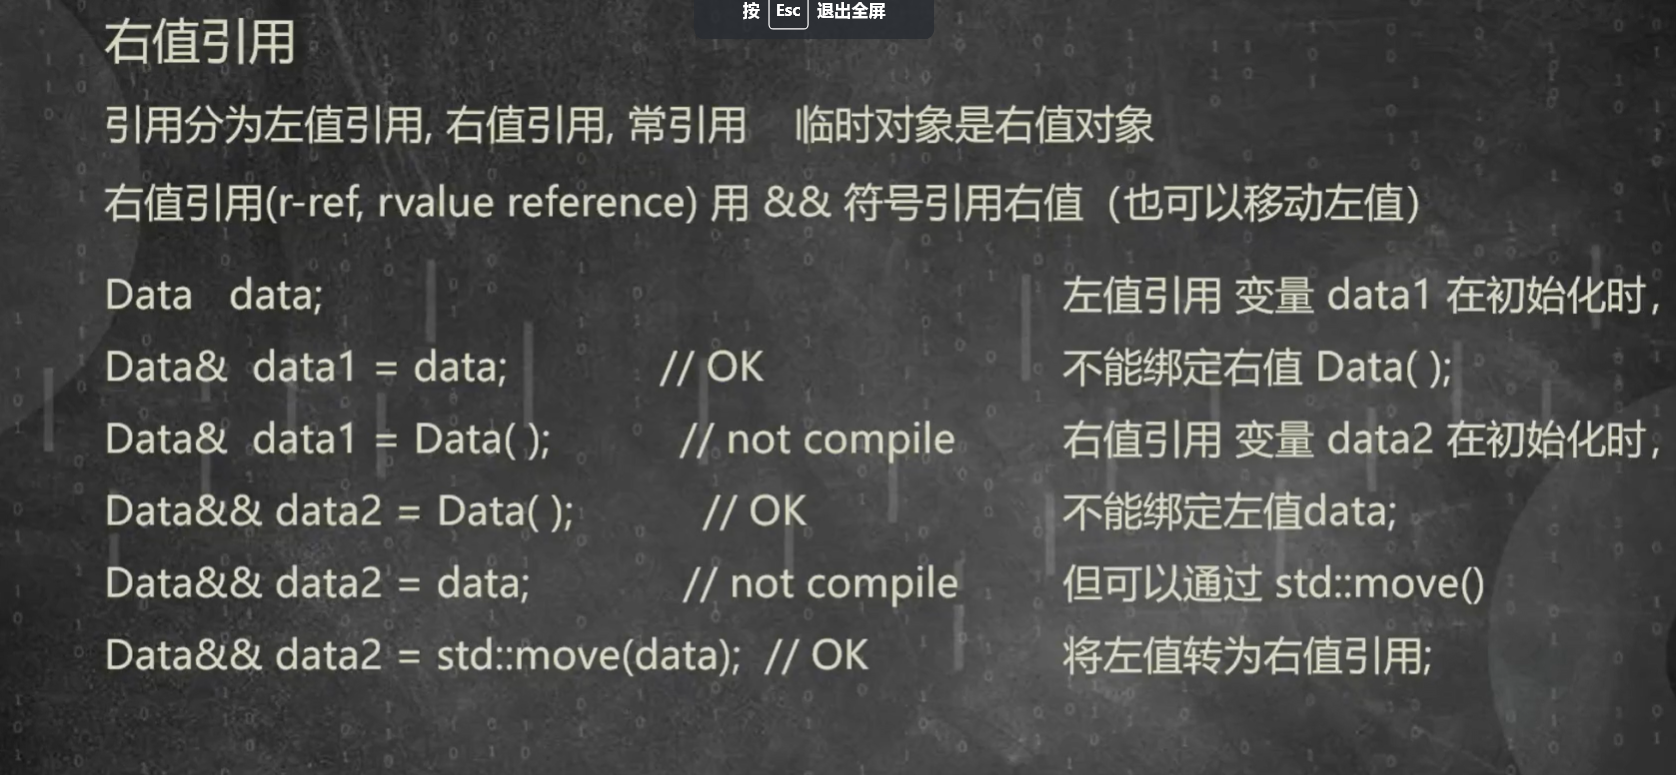 按 Esc 退出全屏
右值引用
引用分为左值引用, 右值引用, 常引用 临时对象是右值对象
右值引用(r-ref, rvalue reference) 用 && 符号引用右值（也可以移动左值）
Data data;
Data& data1 = data; // OK
Data& data1 = Data( ); // not compile
Data&& data2 = Data( ); // OK
Data&& data2 = data; // not compile
Data&& data2 = std::move(data); // OK
左值引用 变量 data1 在初始化时,
不能绑定右值 Data( );
右值引用 变量 data2 在初始化时,
不能绑定左值data;
但可以通过 std::move()
将左值转为右值引用;